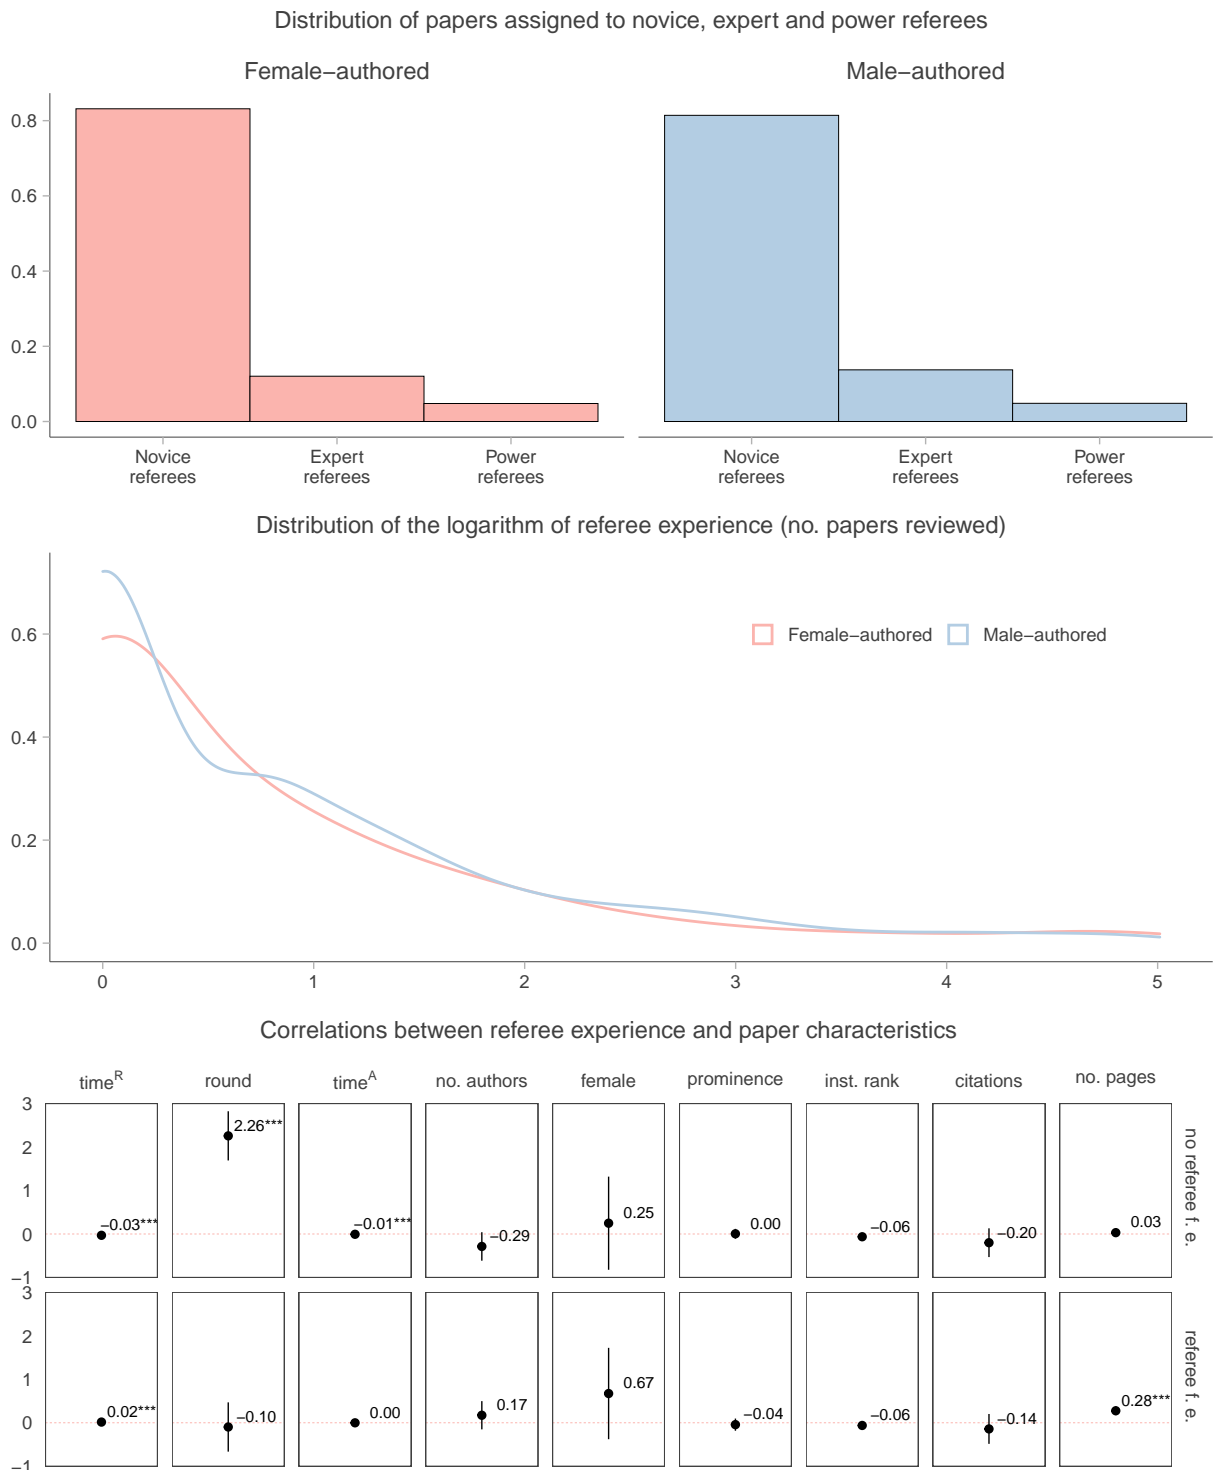 Distribution of papers assigned to novice, expert and power referees
Female−authored
Male−authored
0.8
0.6
0.4
0.2
0.0
Novice
referees
Expert
referees
Power
referees
Novice
referees
Expert
referees
Power
referees
Distribution of the logarithm of referee experience (no. papers reviewed)
0.6
0.4
0.2
0.0
Female−authored
Male−authored
0
1
2
3
4
5
Correlations between referee experience and paper characteristics
time^R
round
time^A
no. authors
female
prominence
inst. rank
citations
no. pages
3
2
1
0
−1
−0.03***
2.26***
−0.01***
−0.29
0.25
0.00
−0.06
−0.20
0.03
no referee f. e.
3
2
1
0
−1
0.02***
−0.10
0.00
0.17
0.67
−0.04
−0.06
−0.14
0.28***
referee f. e.